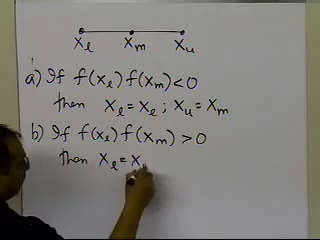 xₗ xₘ xᵤ
a) If f(xₗ) f(xₘ) < 0
then xₗ = xₗ ; xᵤ = xₘ
b) If f(xₗ) f(xₘ) > 0
then xₗ = x